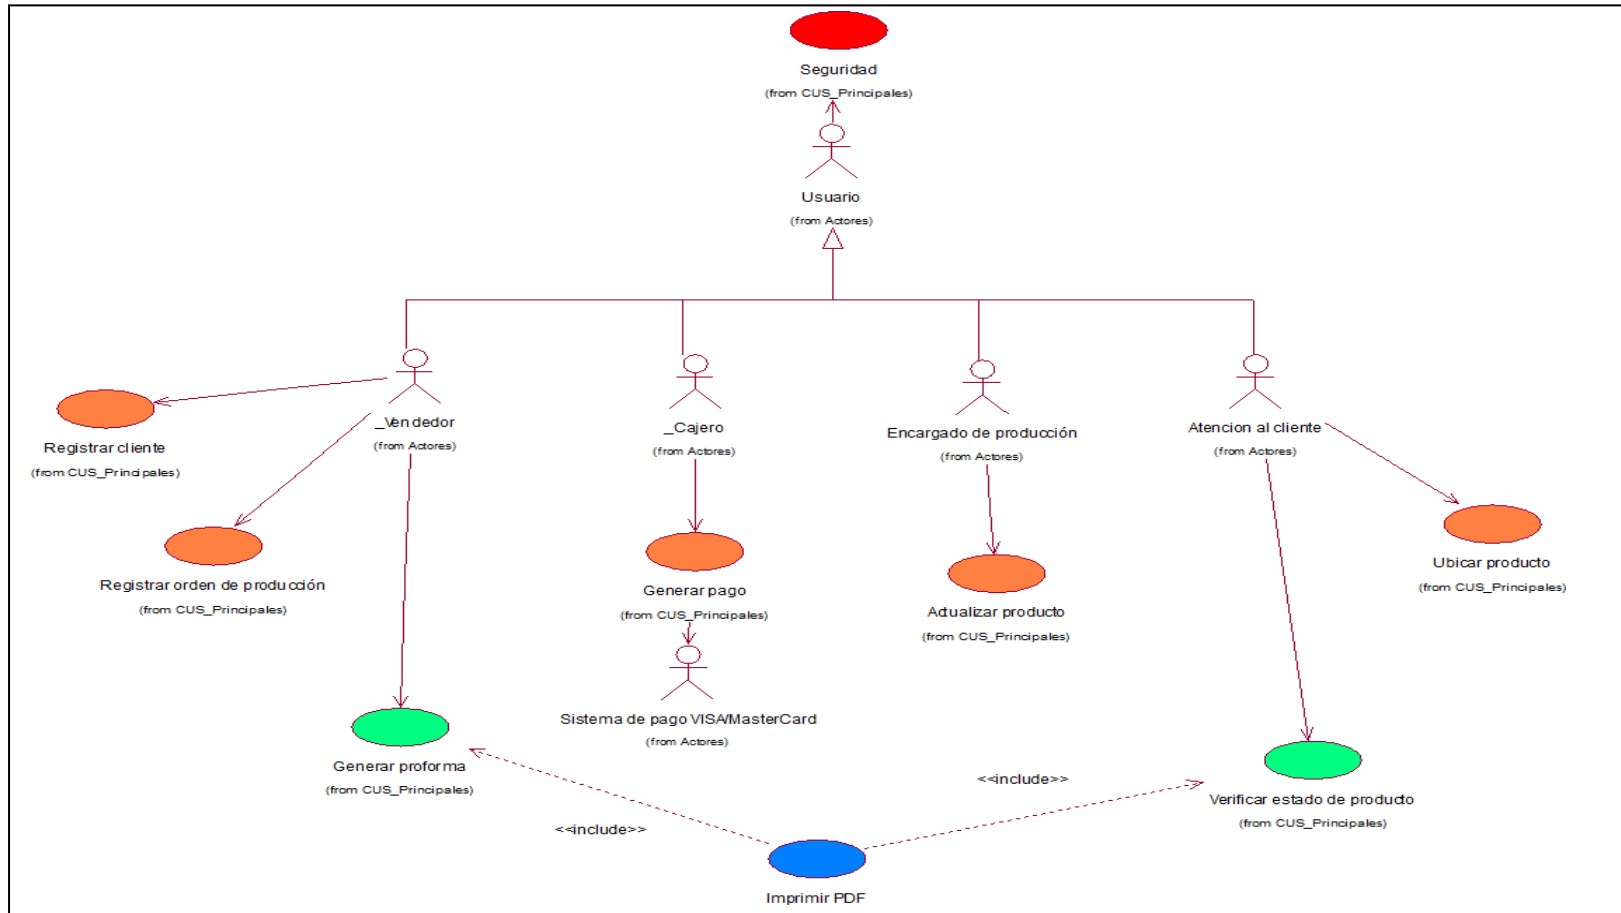 Seguridad
(from CUS_Principales)
Usuario
(from Actores)
_Vendedor
(from Actores)
_Cajero
(from Actores)
Encargado de producción
(from Actores)
Atencion al cliente
(from Actores)
Registrar cliente
(from CUS_Principales)
Registrar orden de producción
(from CUS_Principales)
Generar pago
(from CUS_Principales)
Actualizar producto
(from CUS_Principales)
Ubicar producto
(from CUS_Principales)
Sistema de pago VISA/MasterCard
(from Actores)
Generar proforma
(from CUS_Principales)
<<include>>
<<include>>
Verificar estado de producto
(from CUS_Principales)
Imprimir PDF